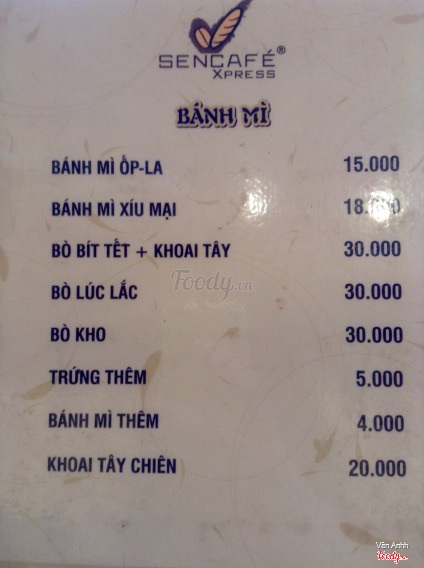 SENCAFÉ®
XPRESS
BÁNH MÌ
BÁNH MÌ ỐP-LA 15.000
BÁNH MÌ XÍU MẠI
BÒ BÍT TẾT + KHOAI TÂY 30.000
Foody.vn
BÒ LÚC LẮC 30.000
BÒ KHO 30.000
TRỨNG THÊM 5.000
BÁNH MÌ THÊM 4.000
KHOAI TÂY CHIÊN 20.000
Vân Anhh
Foody.vn